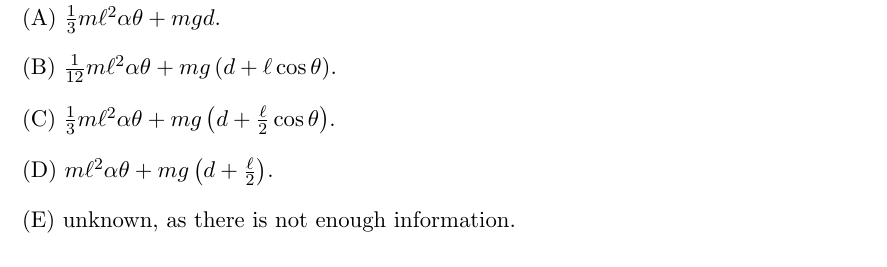 (A) $\frac{1}{3}m\ell^2\alpha\theta + mgd.$
(B) $\frac{1}{12}m\ell^2\alpha\theta + mg\,(d + \ell\cos\theta).$
(C) $\frac{1}{3}m\ell^2\alpha\theta + mg\left(d + \frac{\ell}{2}\cos\theta\right).$
(D) $m\ell^2\alpha\theta + mg\left(d + \frac{\ell}{2}\right).$
(E) unknown, as there is not enough information.